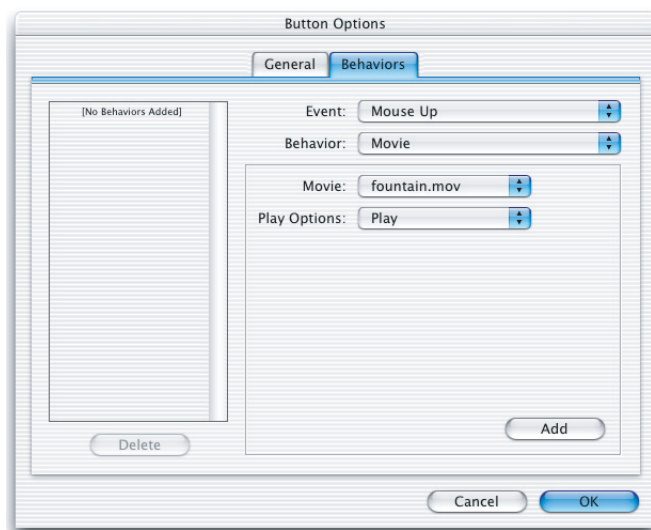 Button Options
General Behaviors
[No Behaviors Added]
Event: Mouse Up
Behavior: Movie
Movie: fountain.mov
Play Options: Play
Add
Delete
Cancel OK